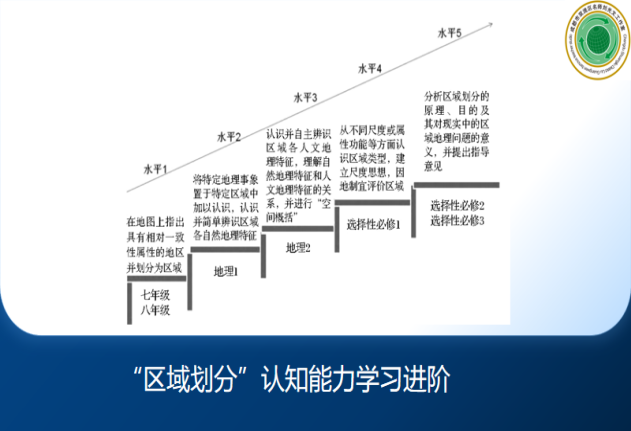 水平5
水平4
水平3
水平2
水平1
在地图上指出
具有相对一致
性属性的地区
并划分为区域
七年级
八年级
将特定地理事象
置于特定区域中
加以认识，认识
并简单辨识区域
各自然地理特征
地理1
认识并自主辨识
区域各人文地
理特征，理解自
然地理特征和人
文地理特征的关
系，并进行“空
间概括”
地理2
从不同尺度或属
性功能等方面认
识区域类型，建
立尺度思想，因
地制宜评价区域
选择性必修1
分析区域划分的
原理、目的及
其对现实中的区
域地理问题的意
义，并提出指导
意见
选择性必修2
选择性必修3
“区域划分”认知能力学习进阶